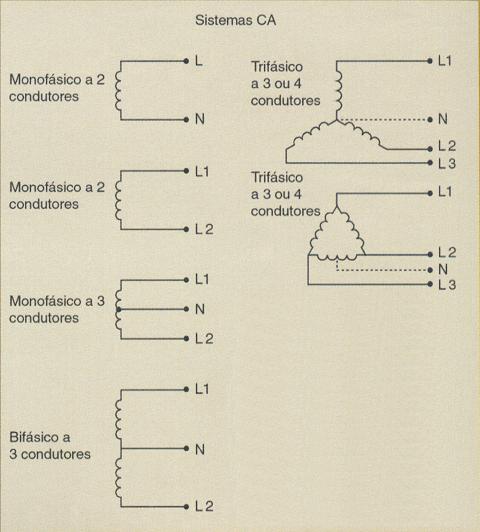 Sistemas CA
Monofásico a 2
condutores
L
N
Monofásico a 2
condutores
L1
L2
Monofásico a 3
condutores
L1
N
L2
Bifásico a
3 condutores
L1
N
L2
Trifásico
a 3 ou 4
condutores
L1
N
L2
L3
Trifásico
a 3 ou 4
condutores
L1
L2
N
L3